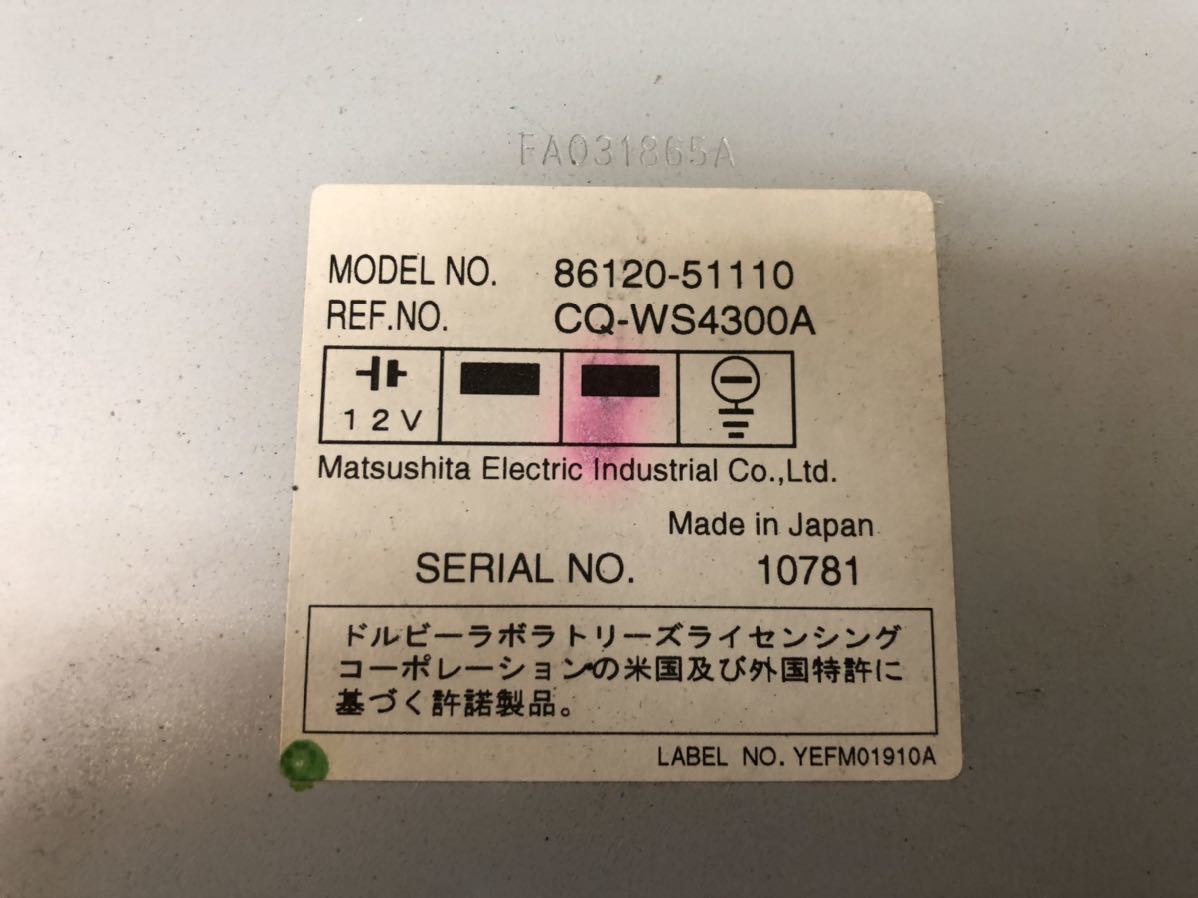 FA031865A
MODEL NO. 86120-51110
REF.NO. CQ-WS4300A
12V
Matsushita Electric Industrial Co.,Ltd.
Made in Japan
SERIAL NO. 10781
ドルビーラボラトリーズライセンシング
コーポレーションの米国及び外国特許に
基づく許諾製品。
LABEL NO. YEFM01910A